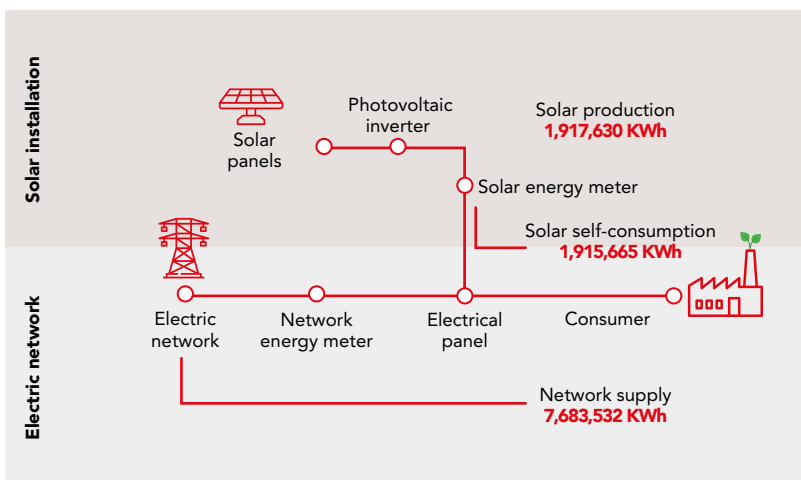 Solar installation
Solar
panels
Photovoltaic
inverter
Solar production
1,917,630 KWh
Solar energy meter
Solar self-consumption
1,915,665 KWh
Electric network
Electric
network
Network
energy meter
Electrical
panel
Consumer
Network supply
7,683,532 KWh